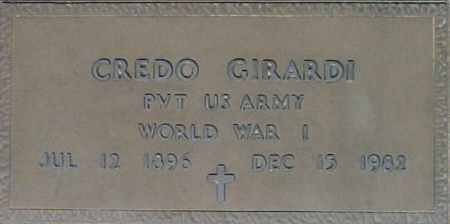 CREDO GIRARDI
PVT US ARMY
WORLD WAR I
JUL 12 1896 DEC 15 1982